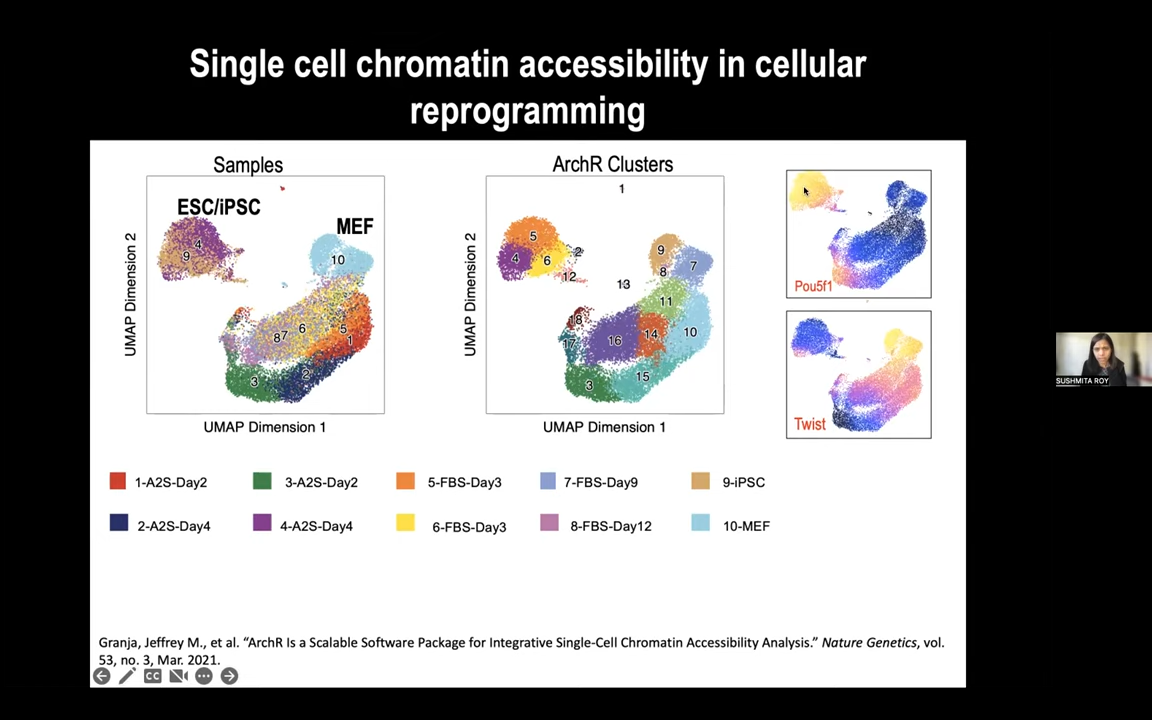 Single cell chromatin accessibility in cellular
reprogramming
Samples
ArchR Clusters
ESC/iPSC
MEF
4
9
10
6
87
5
1
2
3
UMAP Dimension 2
UMAP Dimension 1
1
5
4
6
2
12
13
9
8
7
11
10
18
17
16
14
15
3
UMAP Dimension 2
UMAP Dimension 1
Pou5f1
Twist
SUSHMITA ROY
1-A2S-Day2
3-A2S-Day2
5-FBS-Day3
7-FBS-Day9
9-iPSC
2-A2S-Day4
4-A2S-Day4
6-FBS-Day3
8-FBS-Day12
10-MEF
Granja, Jeffrey M., et al. “ArchR Is a Scalable Software Package for Integrative Single-Cell Chromatin Accessibility Analysis.” Nature Genetics, vol.
53, no. 3, Mar. 2021.
CC